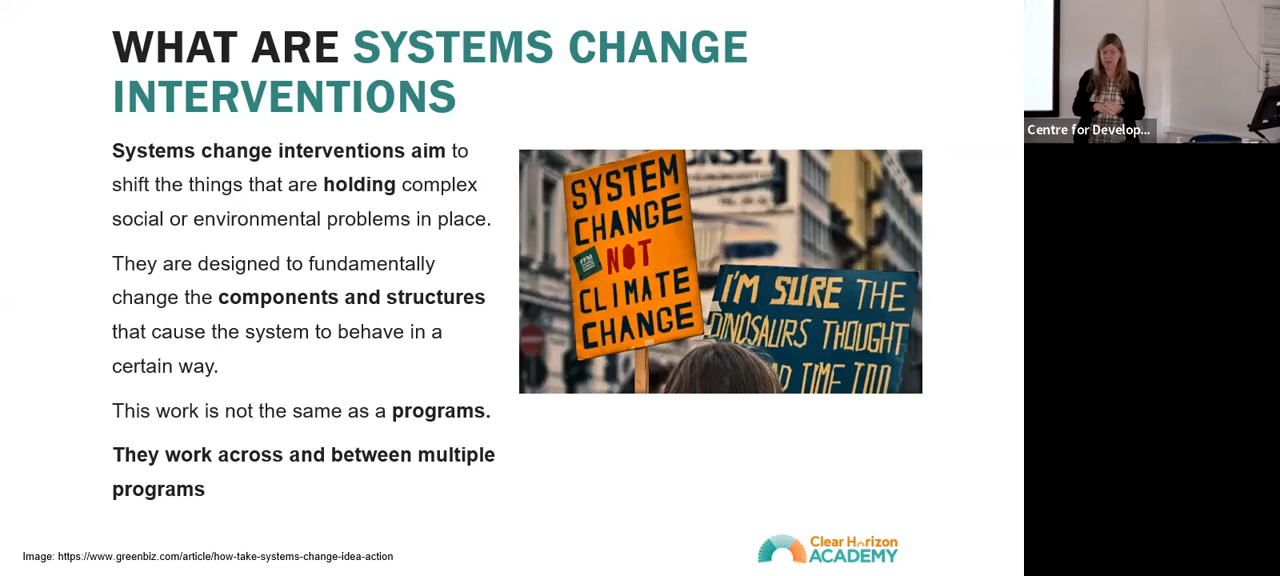 WHAT ARE SYSTEMS CHANGE
INTERVENTIONS
Systems change interventions aim to
shift the things that are holding complex
social or environmental problems in place.
They are designed to fundamentally
change the components and structures
that cause the system to behave in a
certain way.
This work is not the same as a programs.
They work across and between multiple
programs
SYSTEM
CHANGE
NOT
CLIMATE
CHANGE
I'M SURE THE
DINOSAURS THOUGHT
TIME TOO
Image: https://www.greenbiz.com/article/how-take-systems-change-idea-action
Clear Horizon
ACADEMY
Centre for Develop...